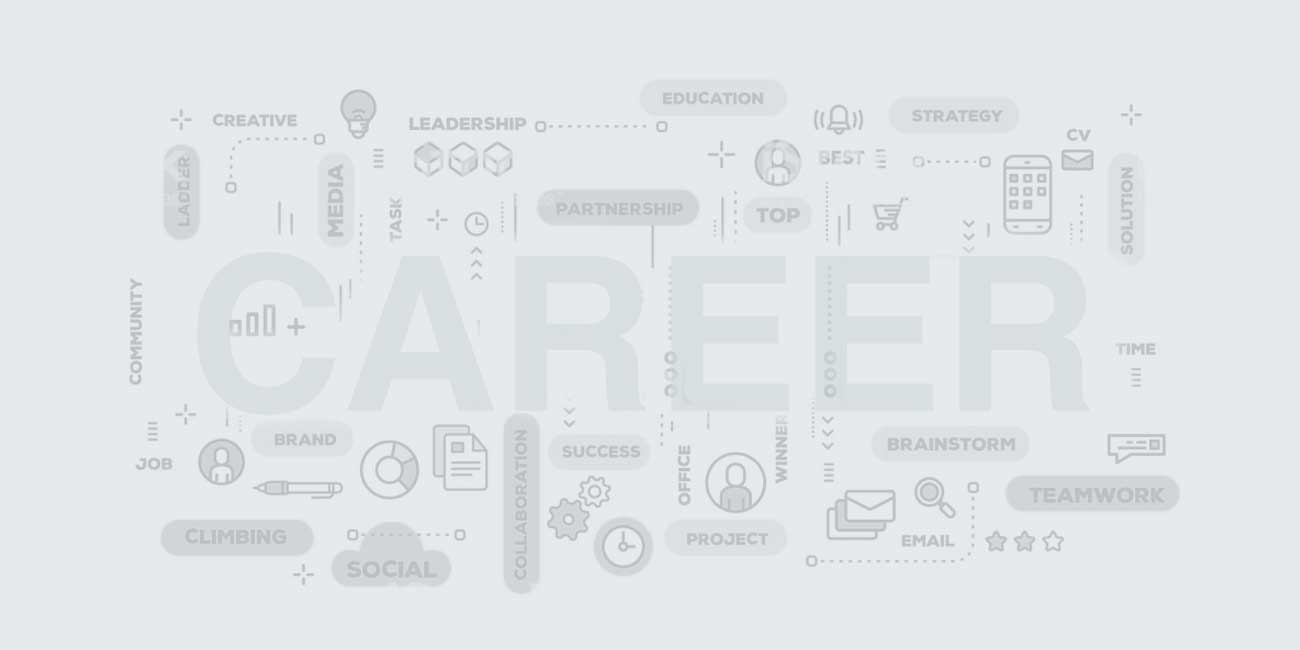 EDUCATION
CREATIVE
LEADERSHIP
STRATEGY
CV
BEST
LADDER
MEDIA
TASK
PARTNERSHIP
TOP
SOLUTION
CAREER
COMMUNITY
TIME
BRAND
JOB
COLLABORATION
SUCCESS
OFFICE
WINNER
BRAINSTORM
TEAMWORK
CLIMBING
SOCIAL
PROJECT
EMAIL